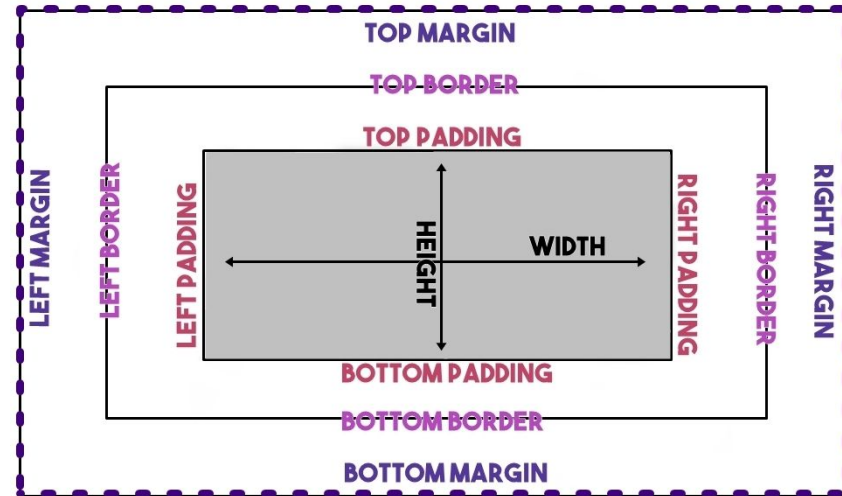 TOP MARGIN
TOP BORDER
TOP PADDING
LEFT MARGIN
LEFT BORDER
LEFT PADDING
HEIGHT
WIDTH
RIGHT PADDING
RIGHT BORDER
RIGHT MARGIN
BOTTOM PADDING
BOTTOM BORDER
BOTTOM MARGIN